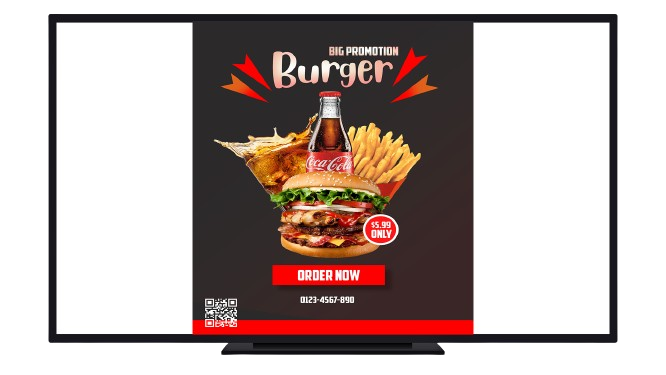 BIG PROMOTION
Burger
Coca-Cola
$5.99
ONLY
ORDER NOW
0123-4567-890